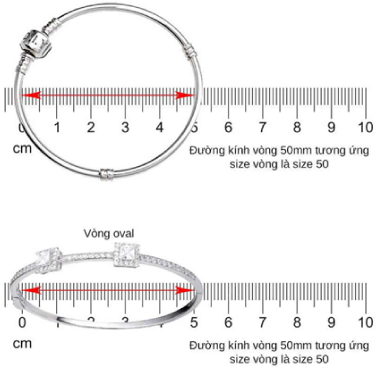 0 1 2 3 4 5 6 7 8 9 10
cm
Đường kính vòng 50mm tương ứng
size vòng là size 50
Vòng oval
0 1 2 3 4 5 6 7 8 9 10
cm
Đường kính vòng 50mm tương ứng
size vòng là size 50